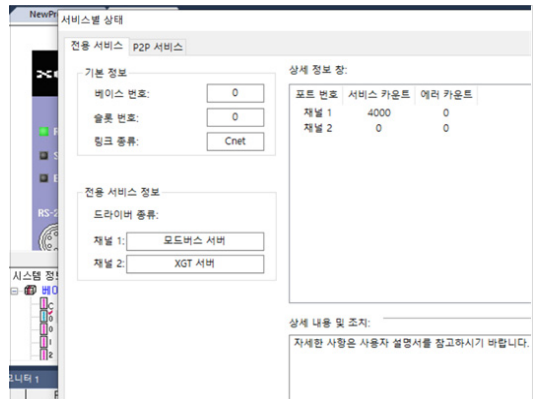 NewPr
서비스별 상태
전용 서비스 P2P 서비스
기본 정보
베이스 번호: 0
슬롯 번호: 0
링크 종류: Cnet
전용 서비스 정보
드라이버 종류:
채널 1: 모드버스 서버
채널 2: XGT 서버
상세 정보 창:
포트 번호 서비스 카운트 에러 카운트
채널 1 4000 0
채널 2 0 0
상세 내용 및 조치:
자세한 사항은 사용자 설명서를 참고하시기 바랍니다.
RS-2
시스템 정
베이
모니터 1